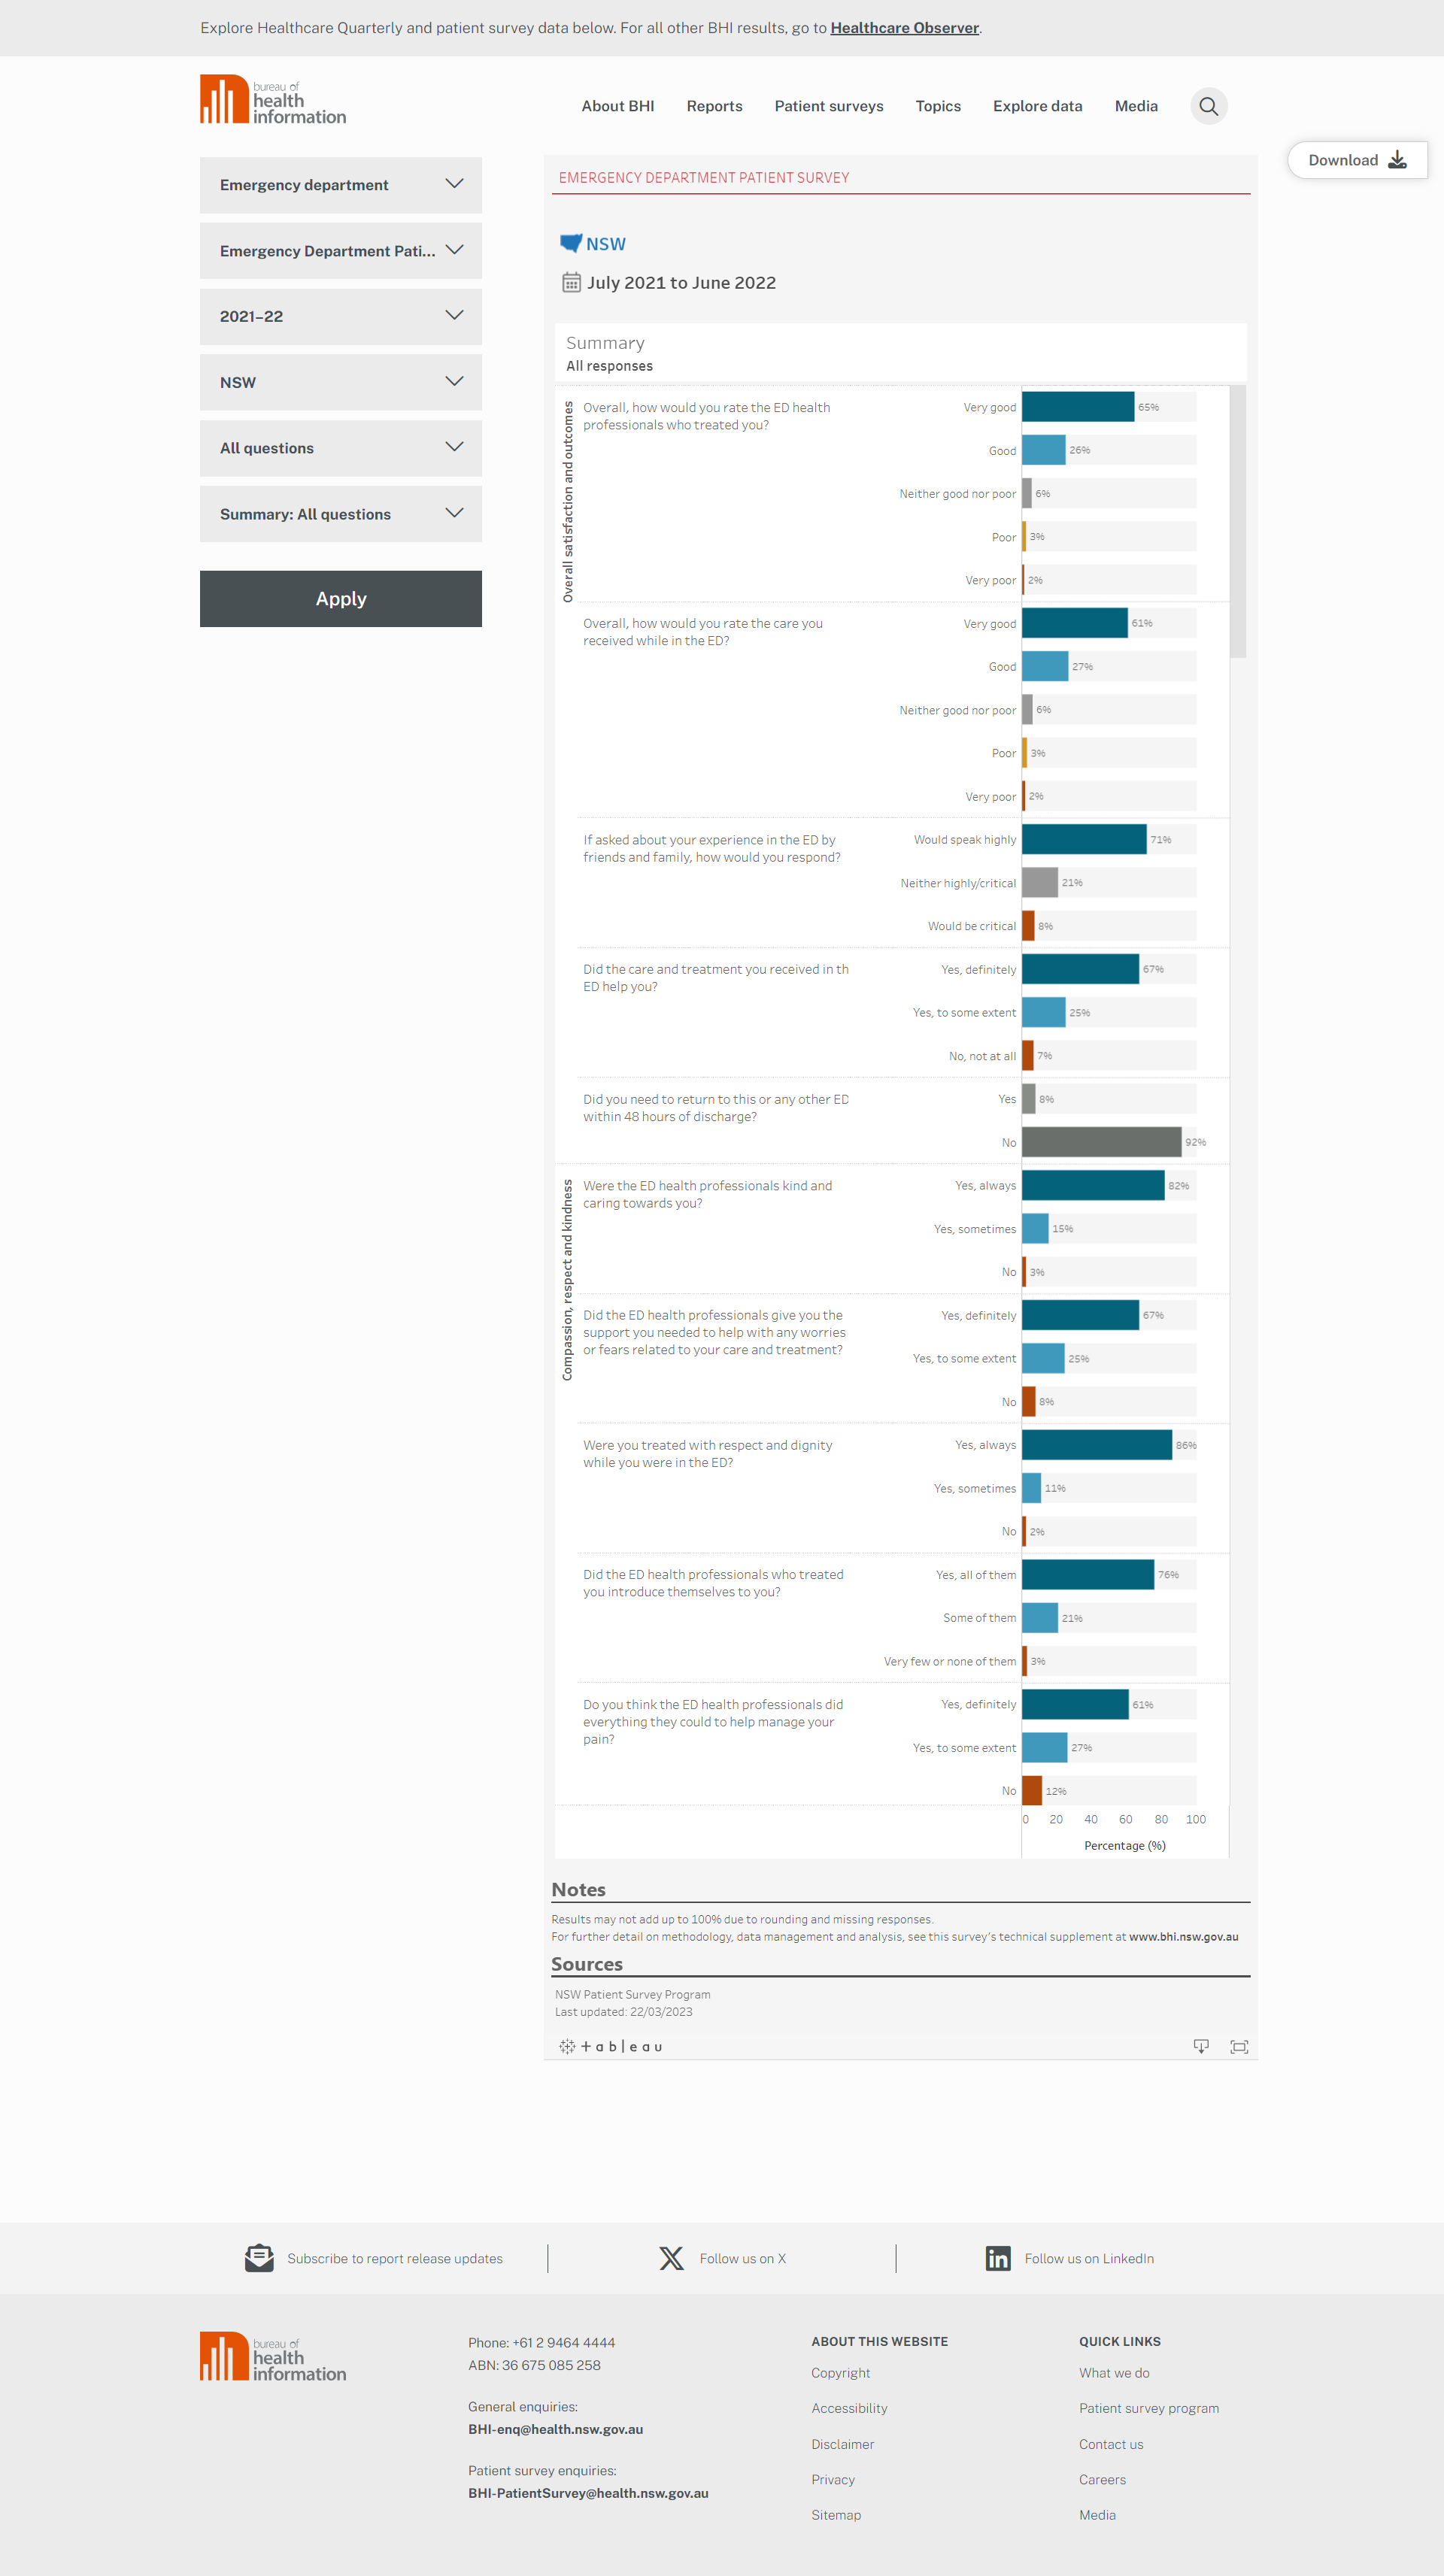 Explore Healthcare Quarterly and patient survey data below. For all other BHI results, go to Healthcare Observer.
bureau of
health
information
About BHI Reports Patient surveys Topics Explore data Media
Download
Emergency department
Emergency Department Pati...
2021–22
NSW
All questions
Summary: All questions
Apply
EMERGENCY DEPARTMENT PATIENT SURVEY
NSW
July 2021 to June 2022
Summary
All responses
Overall satisfaction and outcomes
Overall, how would you rate the ED health
professionals who treated you?
Very good 65%
Good 26%
Neither good nor poor 6%
Poor 3%
Very poor 2%
Overall, how would you rate the care you
received while in the ED?
Very good 61%
Good 27%
Neither good nor poor 6%
Poor 3%
Very poor 2%
If asked about your experience in the ED by
friends and family, how would you respond?
Would speak highly 71%
Neither highly/critical 21%
Would be critical 8%
Did the care and treatment you received in th
ED help you?
Yes, definitely 67%
Yes, to some extent 25%
No, not at all 7%
Did you need to return to this or any other ED
within 48 hours of discharge?
Yes 8%
No 92%
Compassion, respect and kindness
Were the ED health professionals kind and
caring towards you?
Yes, always 82%
Yes, sometimes 15%
No 3%
Did the ED health professionals give you the
support you needed to help with any worries
or fears related to your care and treatment?
Yes, definitely 67%
Yes, to some extent 25%
No 8%
Were you treated with respect and dignity
while you were in the ED?
Yes, always 86%
Yes, sometimes 11%
No 2%
Did the ED health professionals who treated
you introduce themselves to you?
Yes, all of them 76%
Some of them 21%
Very few or none of them 3%
Do you think the ED health professionals did
everything they could to help manage your
pain?
Yes, definitely 61%
Yes, to some extent 27%
No 12%
0 20 40 60 80 100
Percentage (%)
Notes
Results may not add up to 100% due to rounding and missing responses.
For further detail on methodology, data management and analysis, see this survey's technical supplement at www.bhi.nsw.gov.au
Sources
NSW Patient Survey Program
Last updated: 22/03/2023
+ a b | e a u
Subscribe to report release updates
Follow us on X
Follow us on LinkedIn
bureau of
health
information
Phone: +61 2 9464 4444
ABN: 36 675 085 258
General enquiries:
BHI-enq@health.nsw.gov.au
Patient survey enquiries:
BHI-PatientSurvey@health.nsw.gov.au
ABOUT THIS WEBSITE
Copyright
Accessibility
Disclaimer
Privacy
Sitemap
QUICK LINKS
What we do
Patient survey program
Contact us
Careers
Media